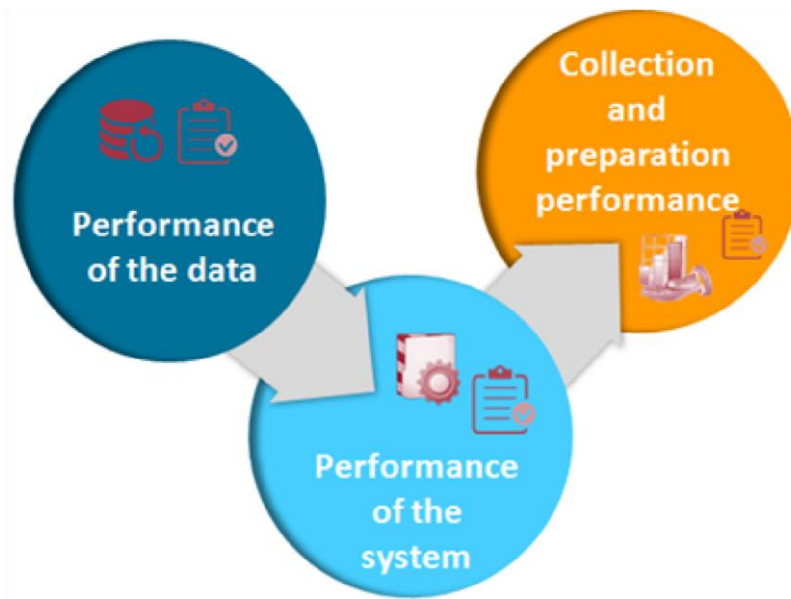 Performance
of the data
Performance
of the
system
Collection
and
preparation
performance